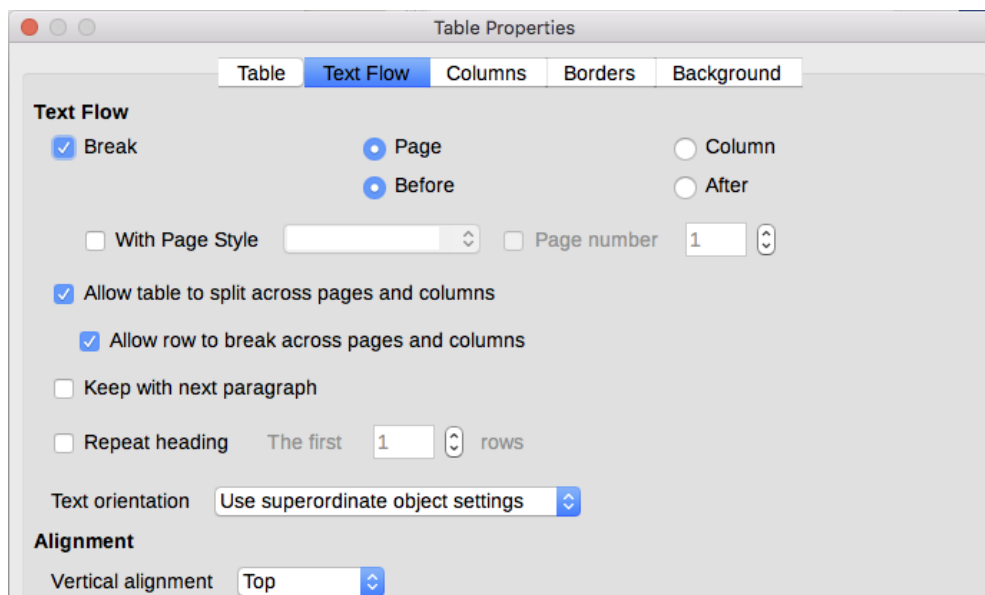 Table Properties
Table Text Flow Columns Borders Background
Text Flow
Break Page Column
Before After
With Page Style Page number 1
Allow table to split across pages and columns
Allow row to break across pages and columns
Keep with next paragraph
Repeat heading The first 1 rows
Text orientation Use superordinate object settings
Alignment
Vertical alignment Top